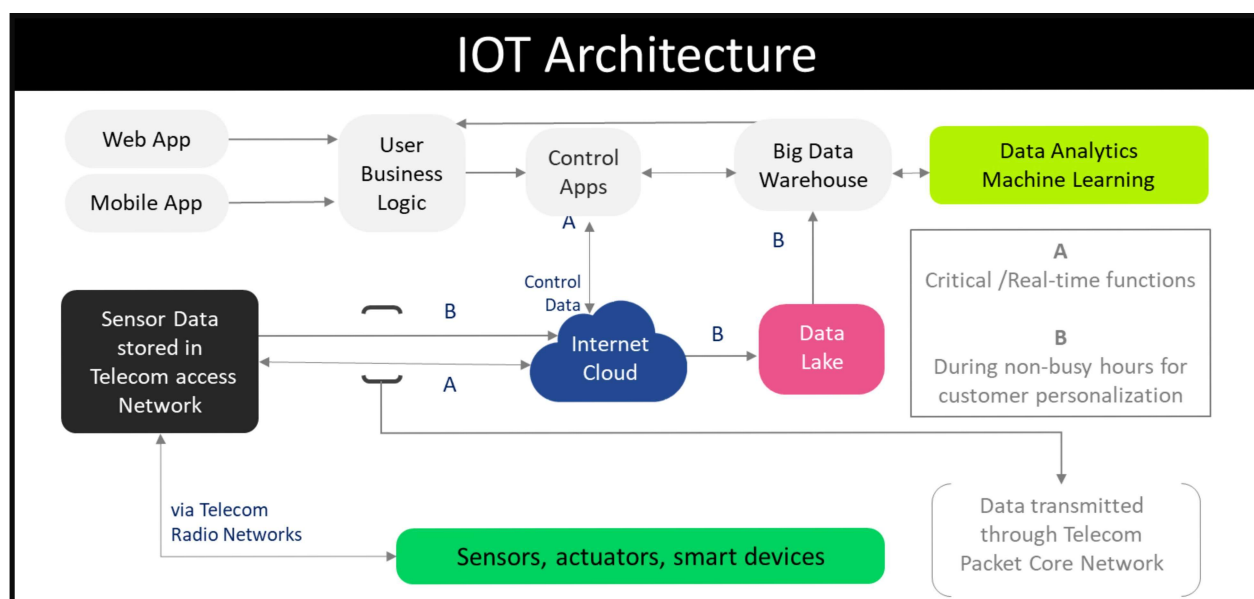 IOT Architecture
Web App
Mobile App
User
Business
Logic
Control
Apps
Big Data
Warehouse
Data Analytics
Machine Learning
A
Control
Data
B
A
Critical /Real-time functions
B
During non-busy hours for
customer personalization
Sensor Data
stored in
Telecom access
Network
B
A
Internet
Cloud
B
Data
Lake
via Telecom
Radio Networks
Sensors, actuators, smart devices
Data transmitted
through Telecom
Packet Core Network